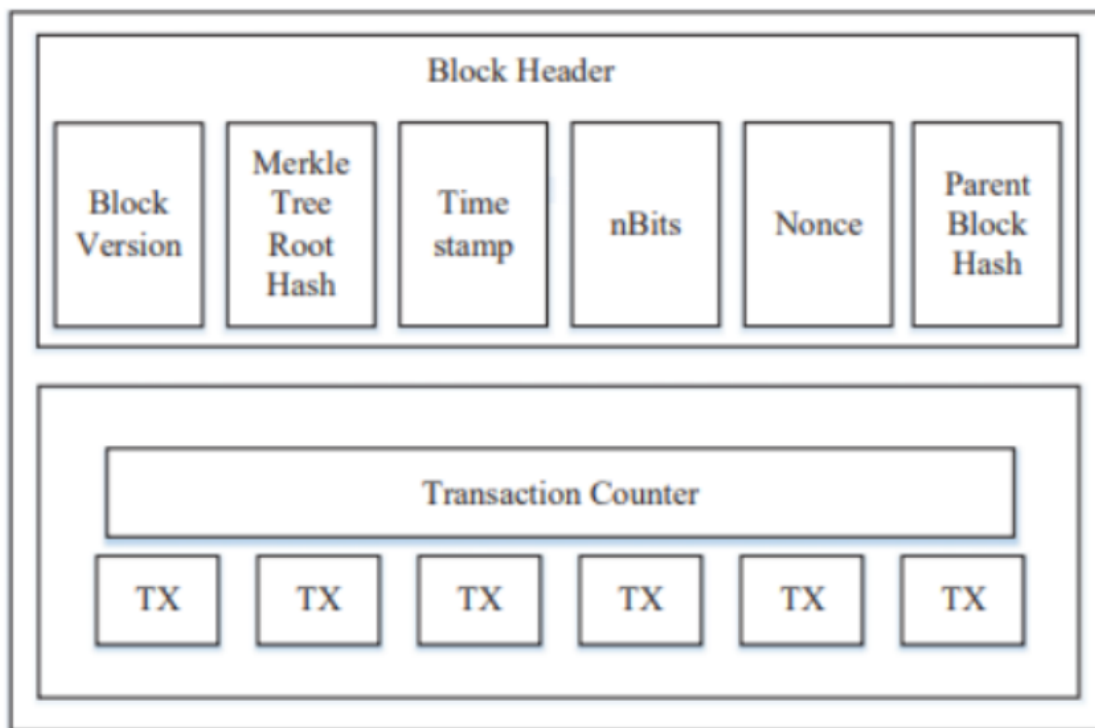 Block Header
Block
Version
Merkle
Tree
Root
Hash
Time
stamp
nBits
Nonce
Parent
Block
Hash
Transaction Counter
TX TX TX TX TX TX